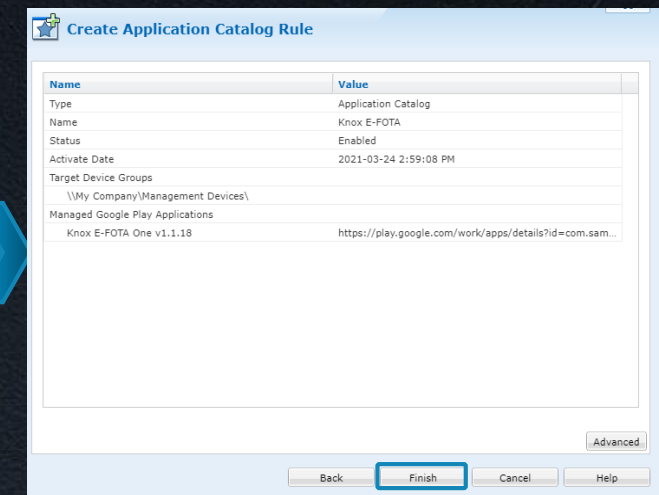 Create Application Catalog Rule
Name Value
Type Application Catalog
Name Knox E-FOTA
Status Enabled
Activate Date 2021-03-24 2:59:08 PM
Target Device Groups
\\My Company\Management Devices\
Managed Google Play Applications
Knox E-FOTA One v1.1.18 https://play.google.com/work/apps/details?id=com.sam...
Advanced
Back Finish Cancel Help